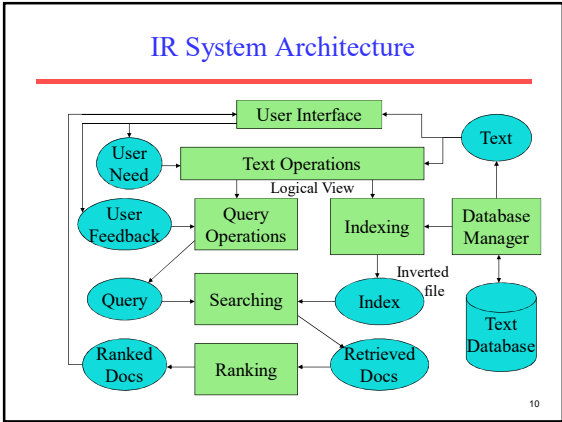 IR System Architecture
User Interface
Text
User
Need
Text Operations
Logical View
User
Feedback
Query
Operations
Indexing
Database
Manager
Inverted
file
Query
Searching
Index
Text
Database
Ranked
Docs
Ranking
Retrieved
Docs
10